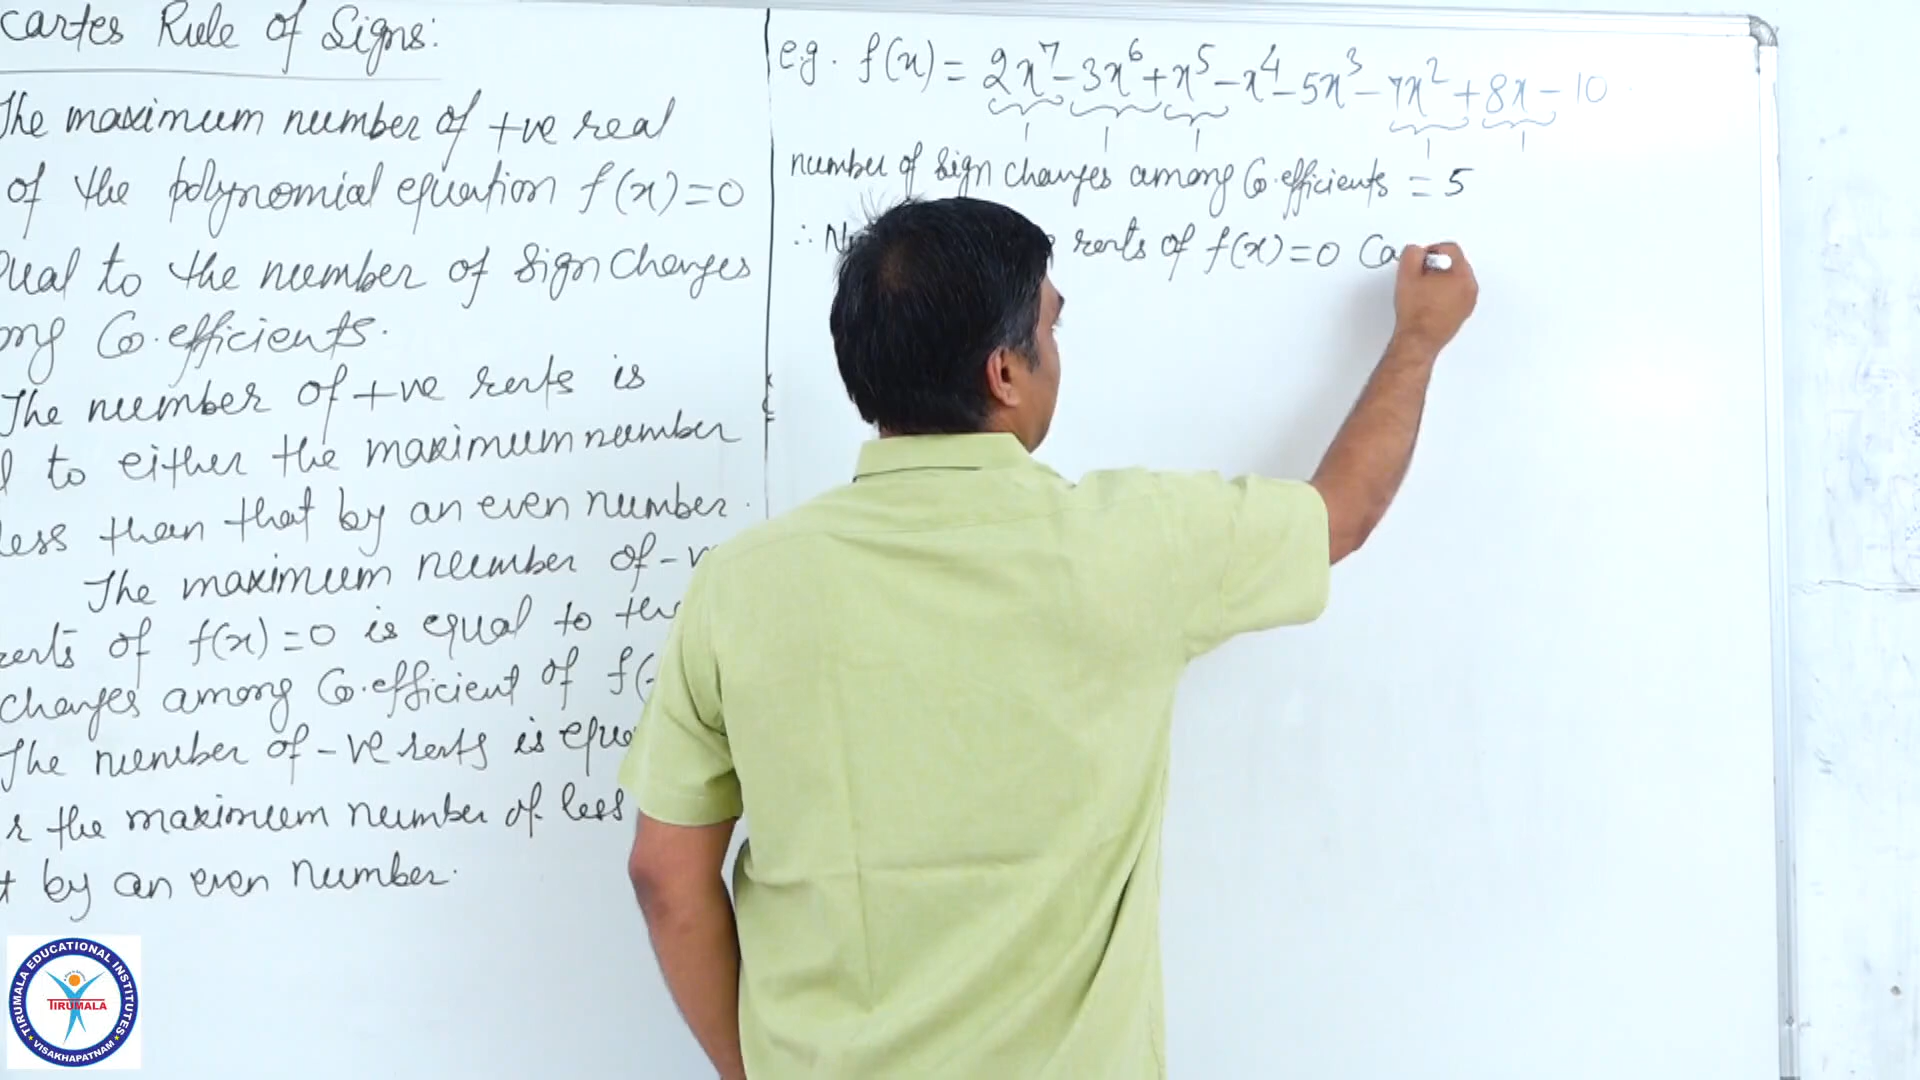 cartes Rule of Signs:
The maximum number of +ve real
of the polynomial equation f(x)=0
qual to the number of Sign Changes
ong Co.efficients.
The number of +ve roots is
l to either the maximum number
less than that by an even number.
The maximum number of -v
roots of f(x)=0 is equal to the
changes among Co.efficient of f(-
The number of -ve roots is equa
r the maximum number of less
t by an even number.
e.g. f(x) = 2x⁷-3x⁶+x⁵-x⁴-5x³-7x²+8x-10
1 1 1 1 1
number of Sign changes among Co.efficients = 5
∴ N roots of f(x)=0 Ca
TIRUMALA EDUCATIONAL INSTITUTES
TIRUMALA
VISAKHAPATNAM